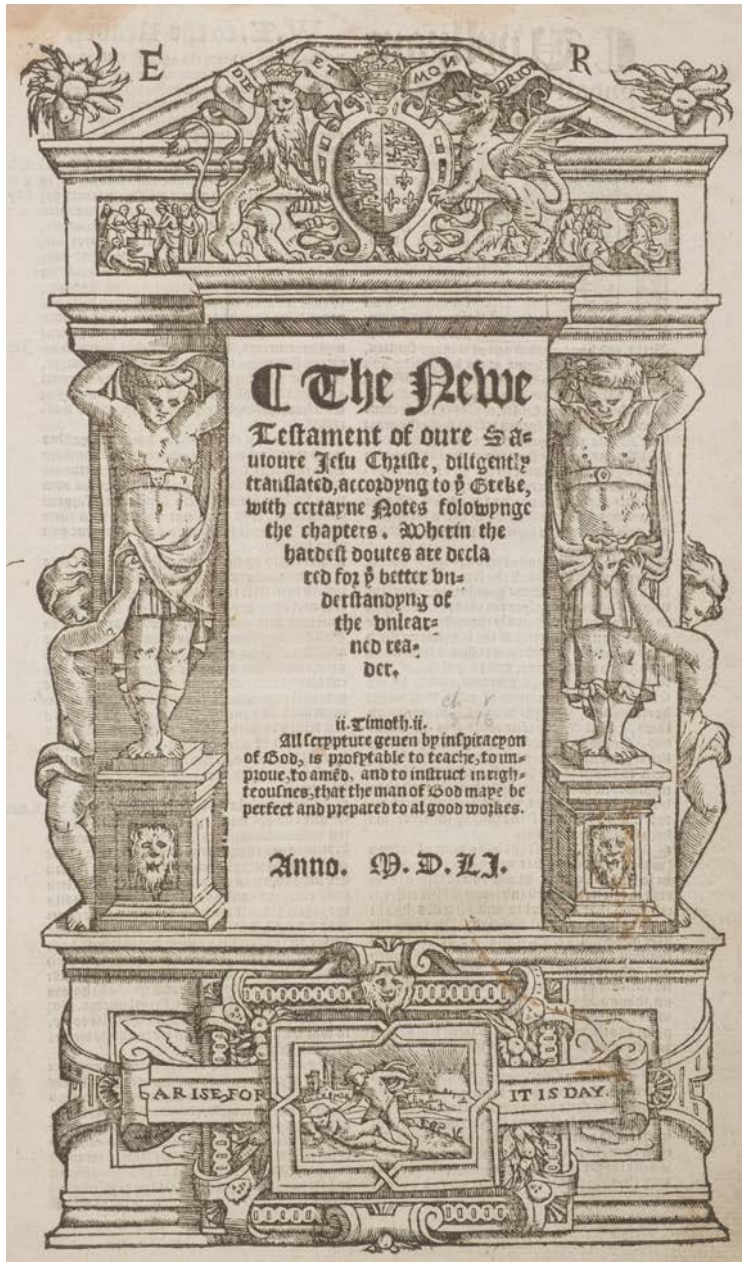 E R
DIE ET MON DRIOI
¶ The Newe
Testament of oure Sa=
uioure Jesu Christe, diligently
translated, accordyng to yͤ Greke,
with certayne Notes folowynge
the chapters. Wherin the
hardest doutes are decla
red for yͤ better vn=
derstandyng of
the vnlear=
ned rea=
der.
ii. Timoth. ii.
All scrypture geuen by inspiracyon
of God, is profytable to teache, to im=
proue, to amēd, and to instruct in righ=
teousnes, that the man of God maye be
perfect and prepared to al good workes.
Anno. M. D. LI.
ARISE, FOR IT IS DAY.